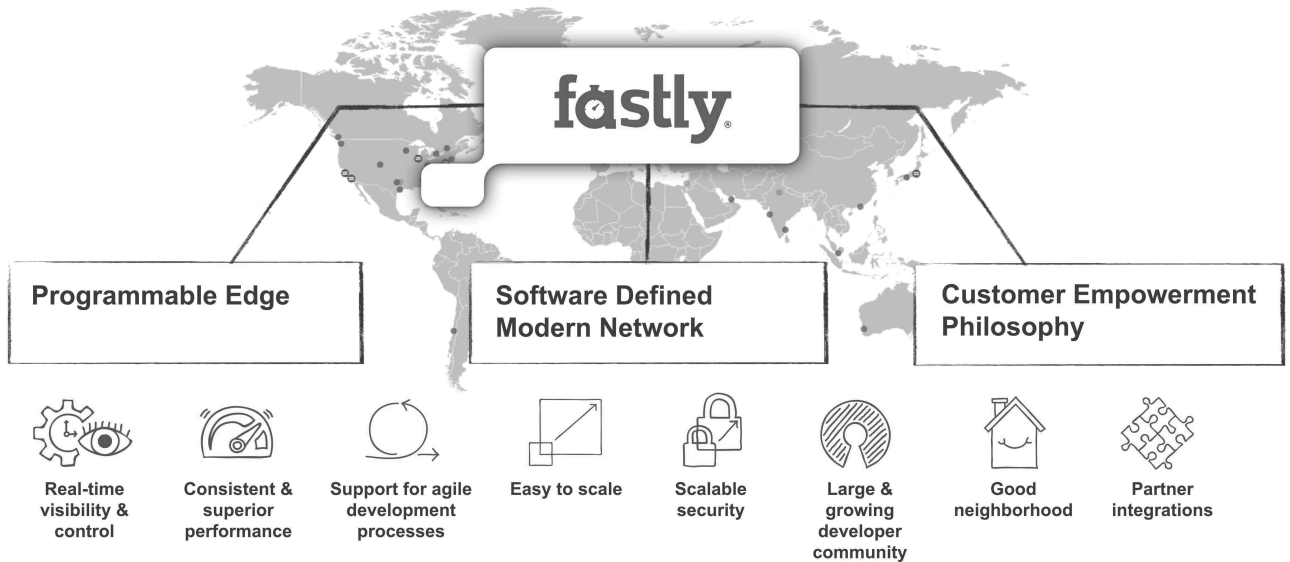 fastly®
Programmable Edge
Software Defined
Modern Network
Customer Empowerment
Philosophy
Real-time
visibility &
control
Consistent &
superior
performance
Support for agile
development
processes
Easy to scale
Scalable
security
Large &
growing
developer
community
Good
neighborhood
Partner
integrations